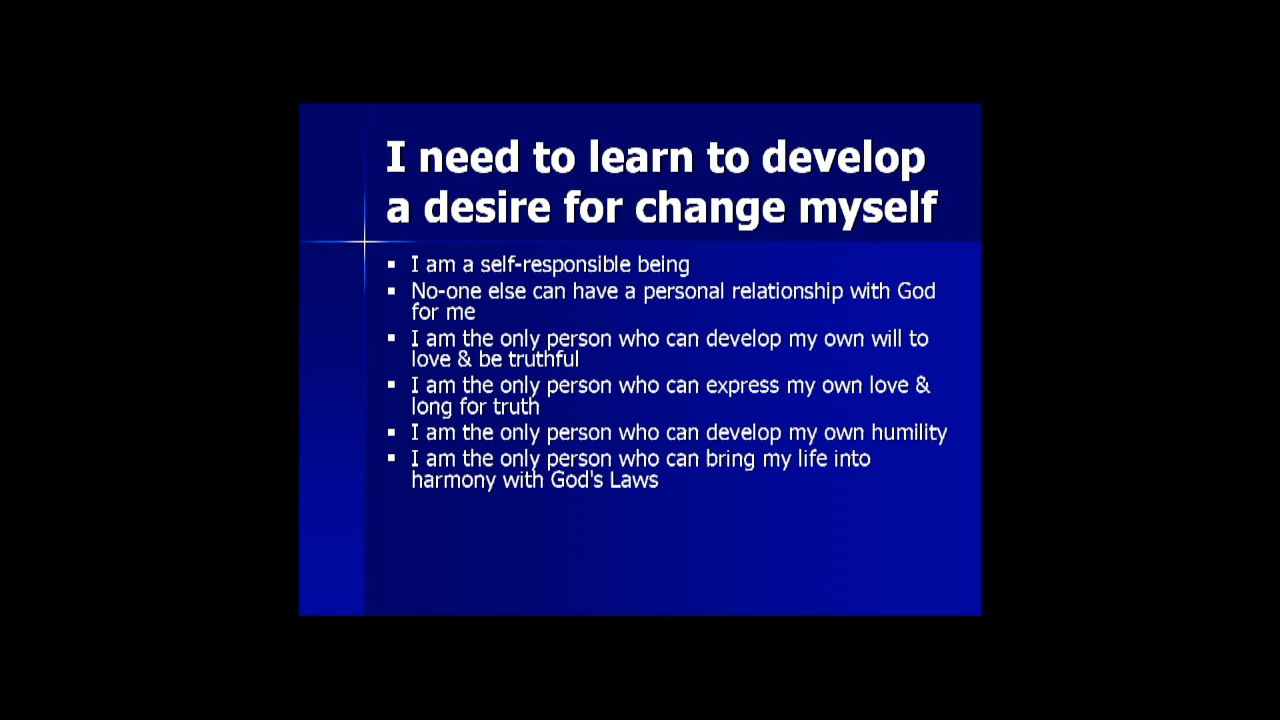 I need to learn to develop
a desire for change myself
▪ I am a self-responsible being
▪ No-one else can have a personal relationship with God
for me
▪ I am the only person who can develop my own will to
love & be truthful
▪ I am the only person who can express my own love &
long for truth
▪ I am the only person who can develop my own humility
▪ I am the only person who can bring my life into
harmony with God's Laws